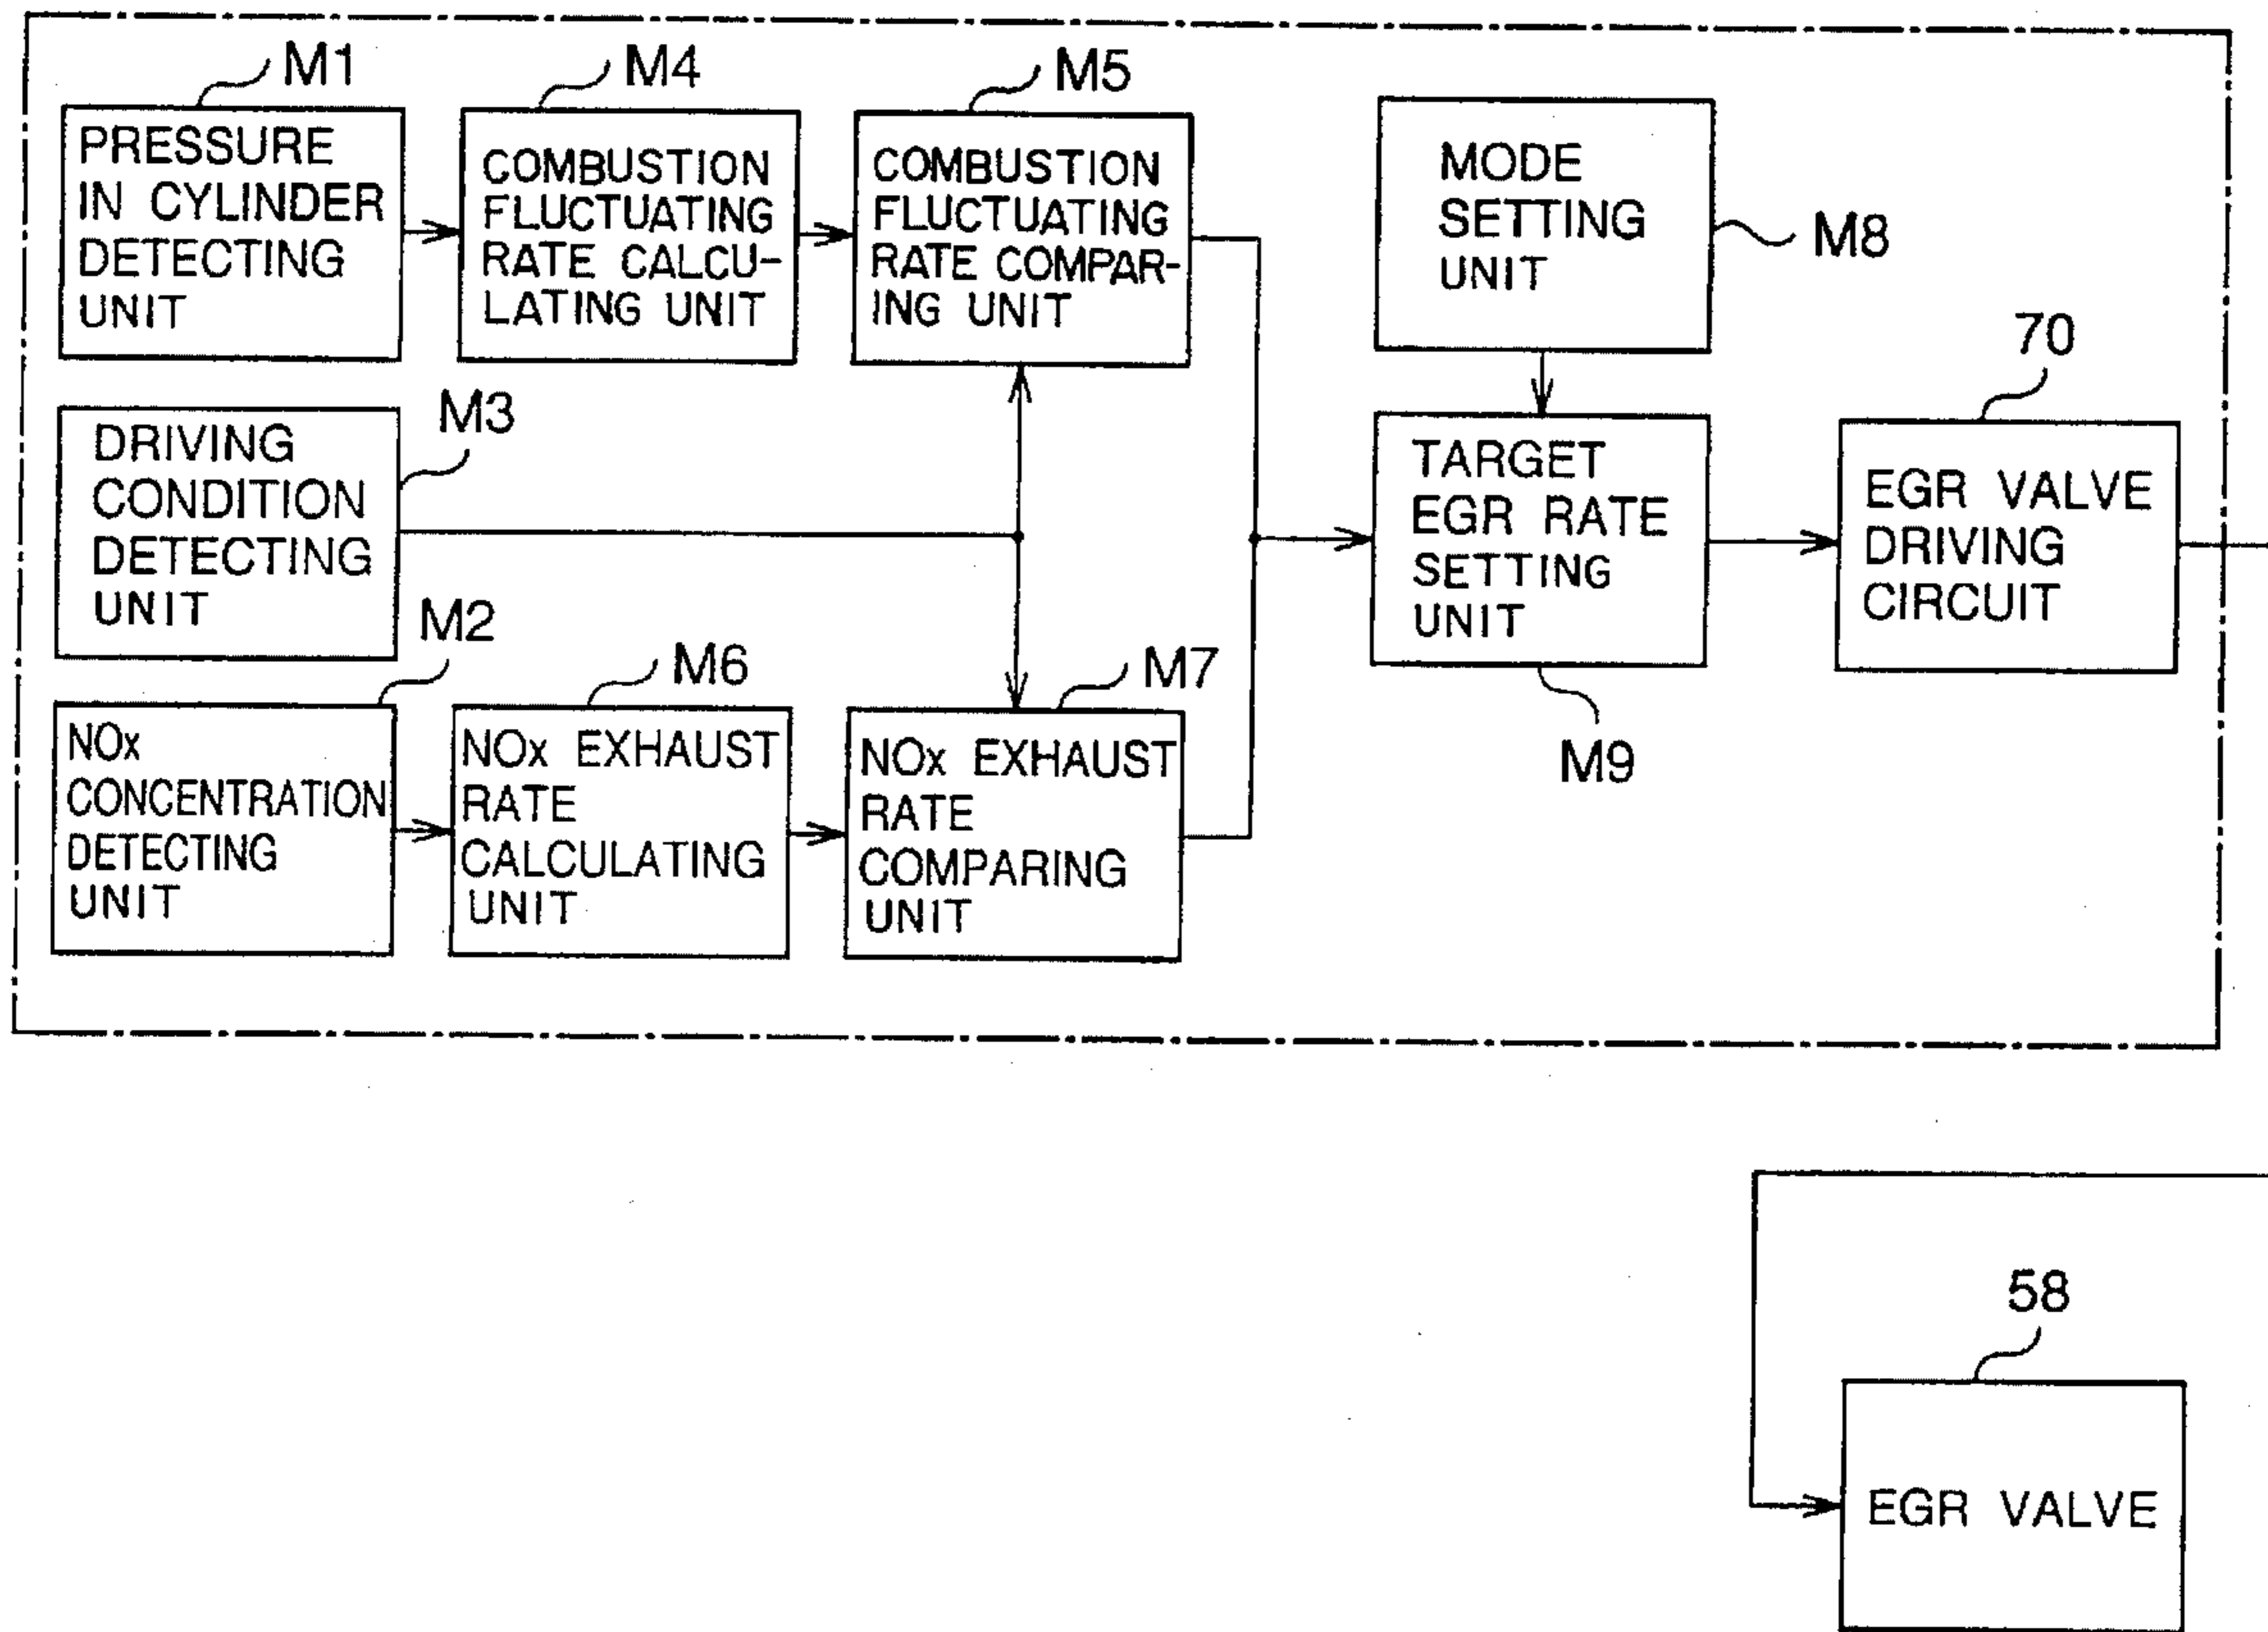 M1
PRESSURE
IN CYLINDER
DETECTING
UNIT
M4
COMBUSTION
FLUCTUATING
RATE CALCU-
LATING UNIT
M5
COMBUSTION
FLUCTUATING
RATE COMPAR-
ING UNIT
MODE
SETTING
UNIT
M8
M3
DRIVING
CONDITION
DETECTING
UNIT
TARGET
EGR RATE
SETTING
UNIT
M9
70
EGR VALVE
DRIVING
CIRCUIT
M2
NOx
CONCENTRATION
DETECTING
UNIT
M6
NOx EXHAUST
RATE
CALCULATING
UNIT
M7
NOx EXHAUST
RATE
COMPARING
UNIT
58
EGR VALVE